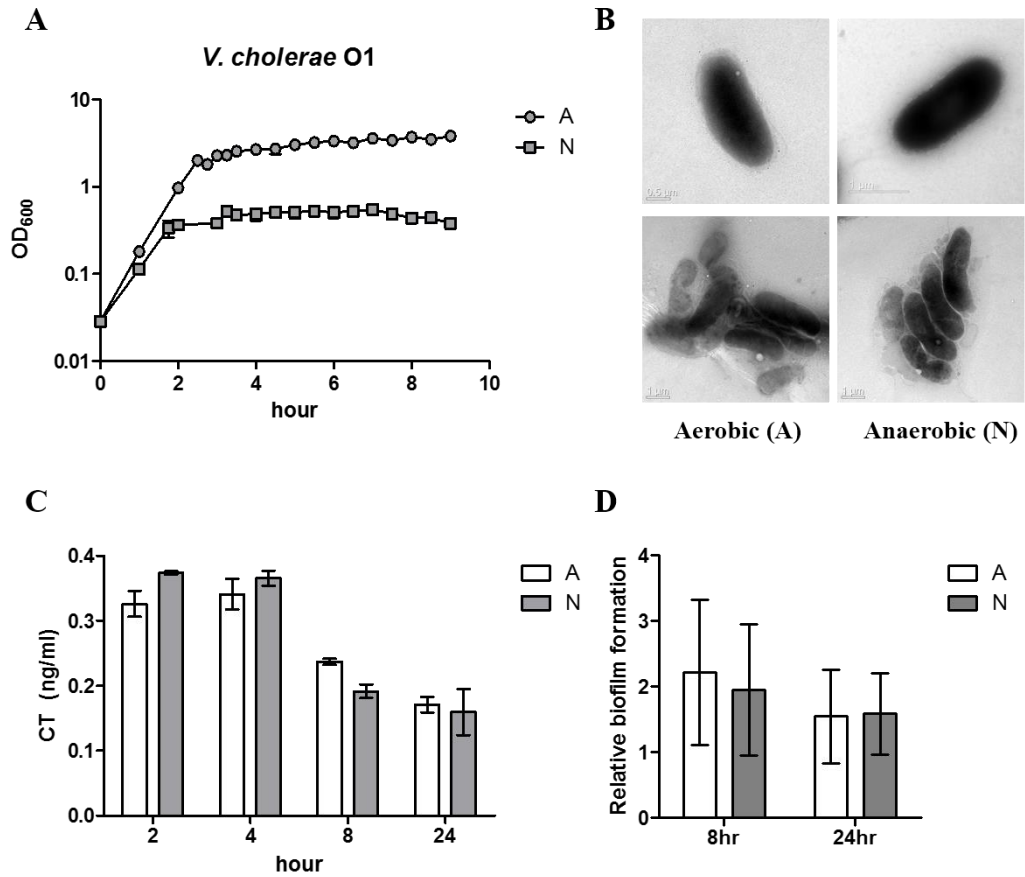 A
B
V. cholerae O1
10
1
0.1
0.01
OD600
0 2 4 6 8 10
hour
A
N
0.5 µm
1 µm
1 µm
1 µm
Aerobic (A)
Anaerobic (N)
C
D
0.4
0.3
0.2
0.1
0.0
CT (ng/ml)
2 4 8 24
hour
A
N
4
3
2
1
0
Relative biofilm formation
8hr 24hr
A
N